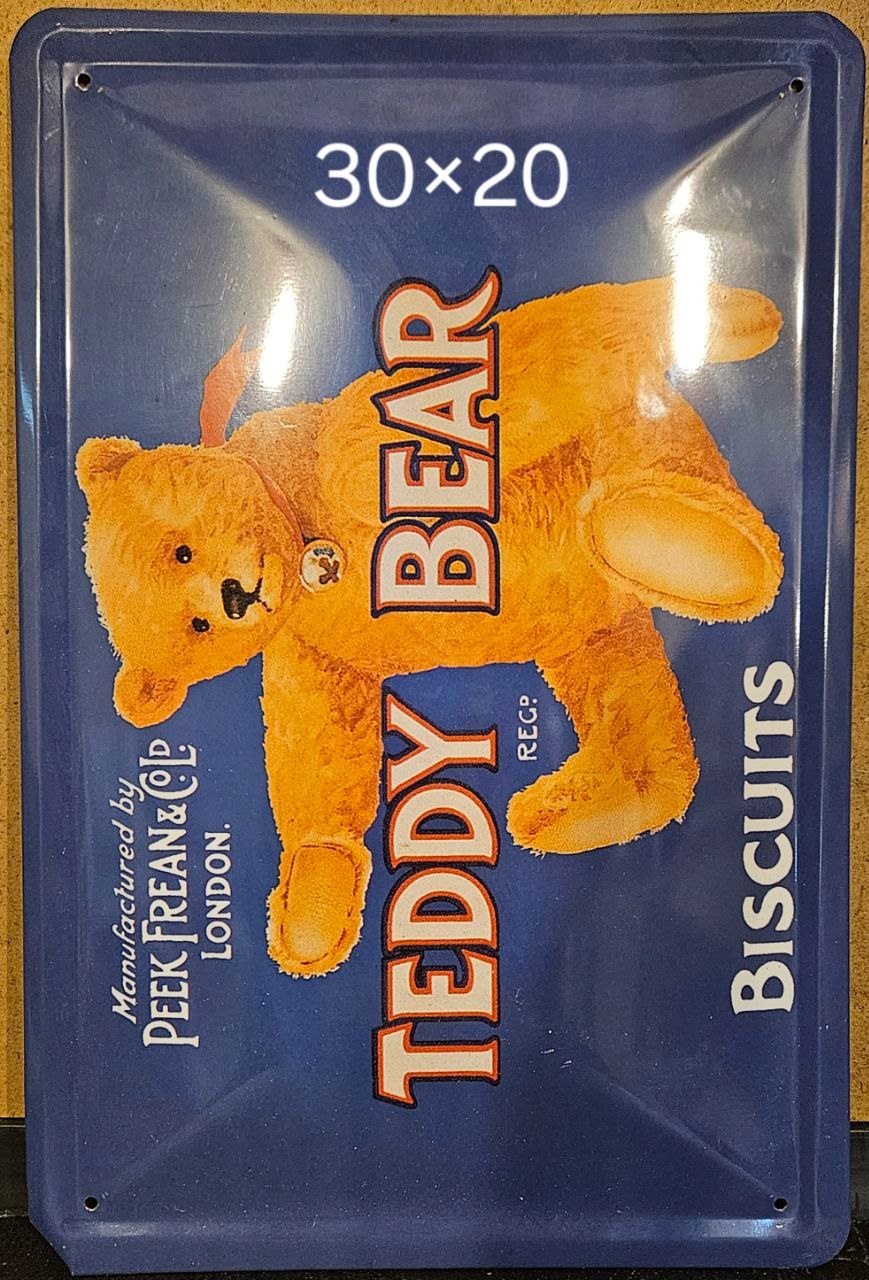 30×20
Manufactured by
PEEK FREAN & CO LD
LONDON.
TEDDY BEAR
REGD
BISCUITS